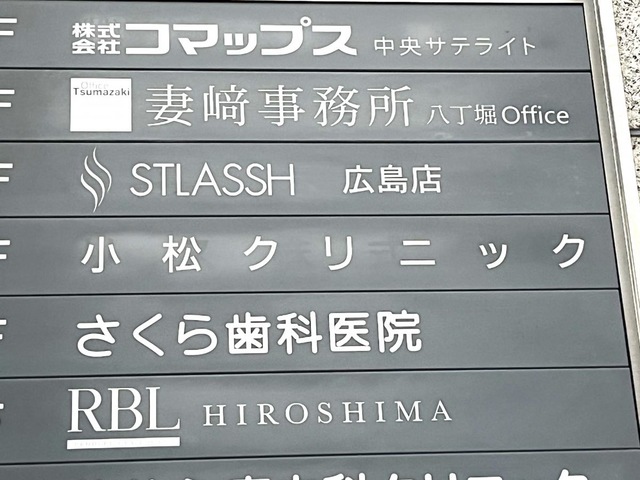 F 株式会社 コマップス 中央サテライト
F Office Tsumazaki 妻﨑事務所 八丁堀Office
F STLASSH 広島店
F 小松クリニック
F さくら歯科医院
RBL HIROSHIMA